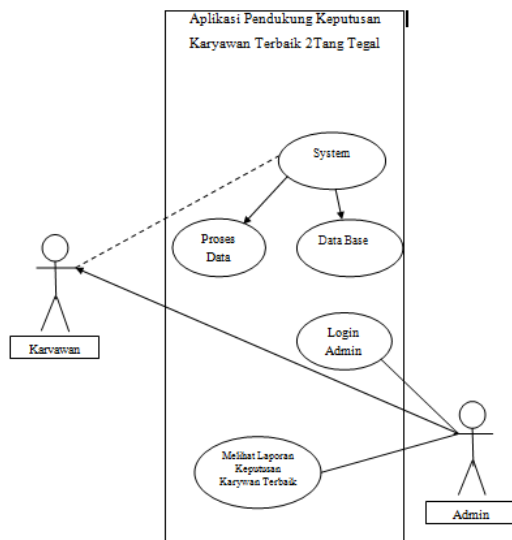 Aplikasi Pendukung Keputusan
Karyawan Terbaik 2Tang Tegal
System
Proses
Data
Data Base
Karyawan
Login
Admin
Melihat Laporan
Keputusan
Karywan Terbaik
Admin